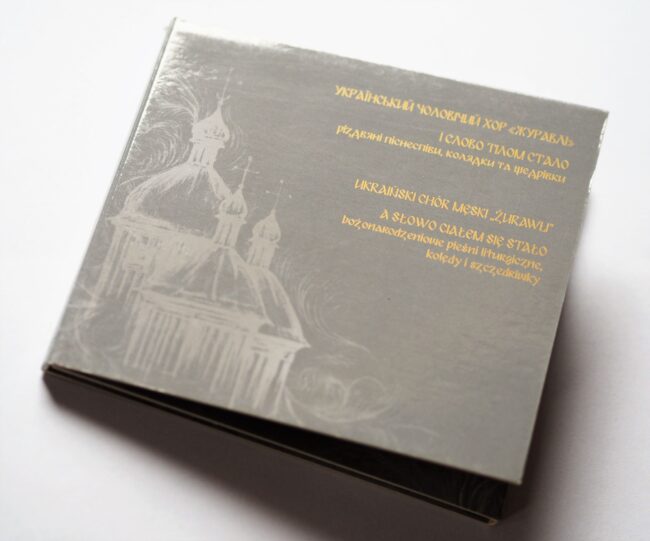 УКРАЇНСЬКИЙ ЧОЛОВІЧИЙ ХОР «ЖУРАВЛІ»
І СЛОВО ТІЛОМ СТАЛО
різдвяні піснеспіви, колядки та щедрівки
UKRAIŃSKI CHÓR MĘSKI „ŻURAWLI”
A SŁOWO CIAŁEM SIĘ STAŁO
bożonarodzeniowe pieśni liturgiczne,
kolędy i szczedriwky